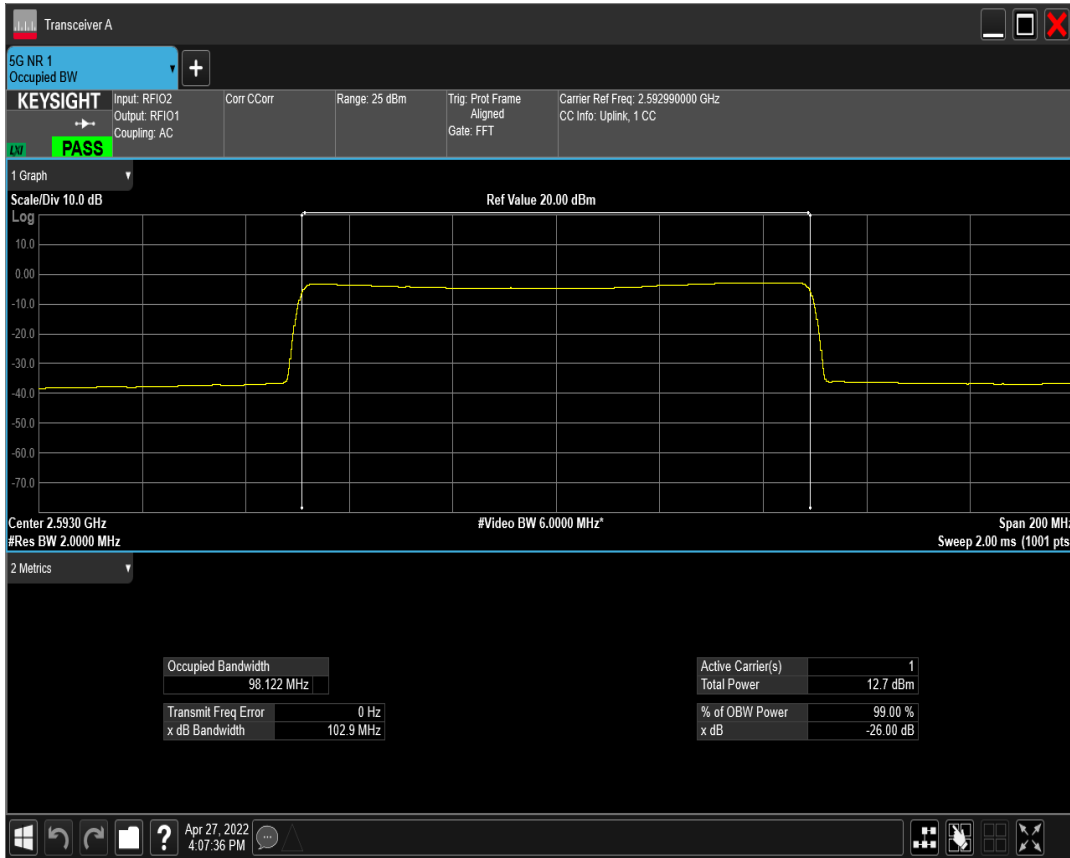 Transceiver A
5G NR 1
Occupied BW
+
KEYSIGHT
LXI
PASS
Input: RFIO2
Output: RFIO1
Coupling: AC
Corr CCorr
Range: 25 dBm
Trig: Prot Frame
Aligned
Gate: FFT
Carrier Ref Freq: 2.592990000 GHz
CC Info: Uplink, 1 CC
1 Graph
Scale/Div 10.0 dB
Ref Value 20.00 dBm
Log
10.0
0.00
-10.0
-20.0
-30.0
-40.0
-50.0
-60.0
-70.0
Center 2.5930 GHz
#Video BW 6.0000 MHz*
Span 200 MHz
#Res BW 2.0000 MHz
Sweep 2.00 ms (1001 pts
2 Metrics
Occupied Bandwidth
98.122 MHz
Transmit Freq Error 0 Hz
x dB Bandwidth 102.9 MHz
Active Carrier(s) 1
Total Power 12.7 dBm
% of OBW Power 99.00 %
x dB -26.00 dB
?
Apr 27, 2022
4:07:36 PM